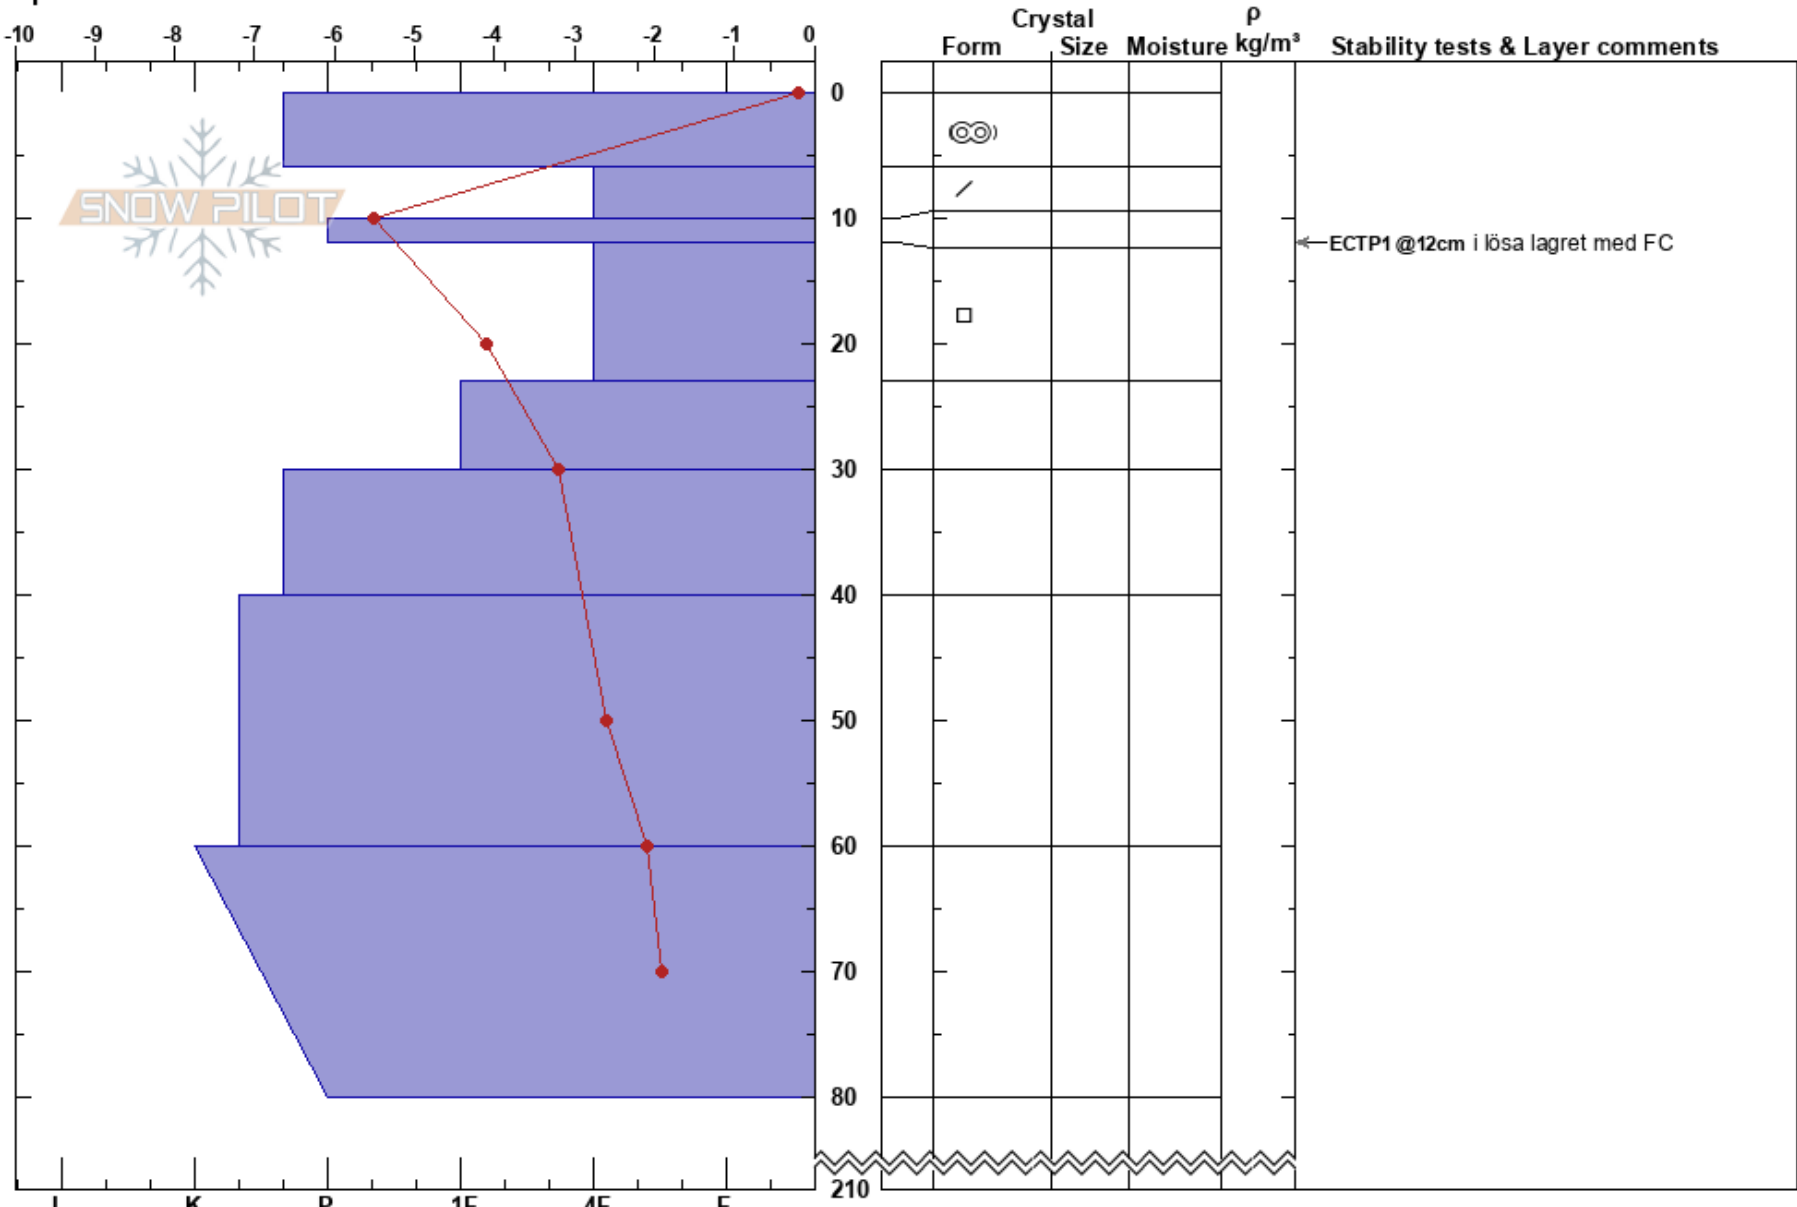 -10 -9 -8 -7 -6 -5 -4 -3 -2 -1 0
Crystal
ρ
Form Size Moisture kg/m³ Stability tests & Layer comments
0
SNOW PILOT
10
ECTP1 @12cm i lösa lagret med FC
20
30
40
50
60
70
80
210
K P 1F 4F F